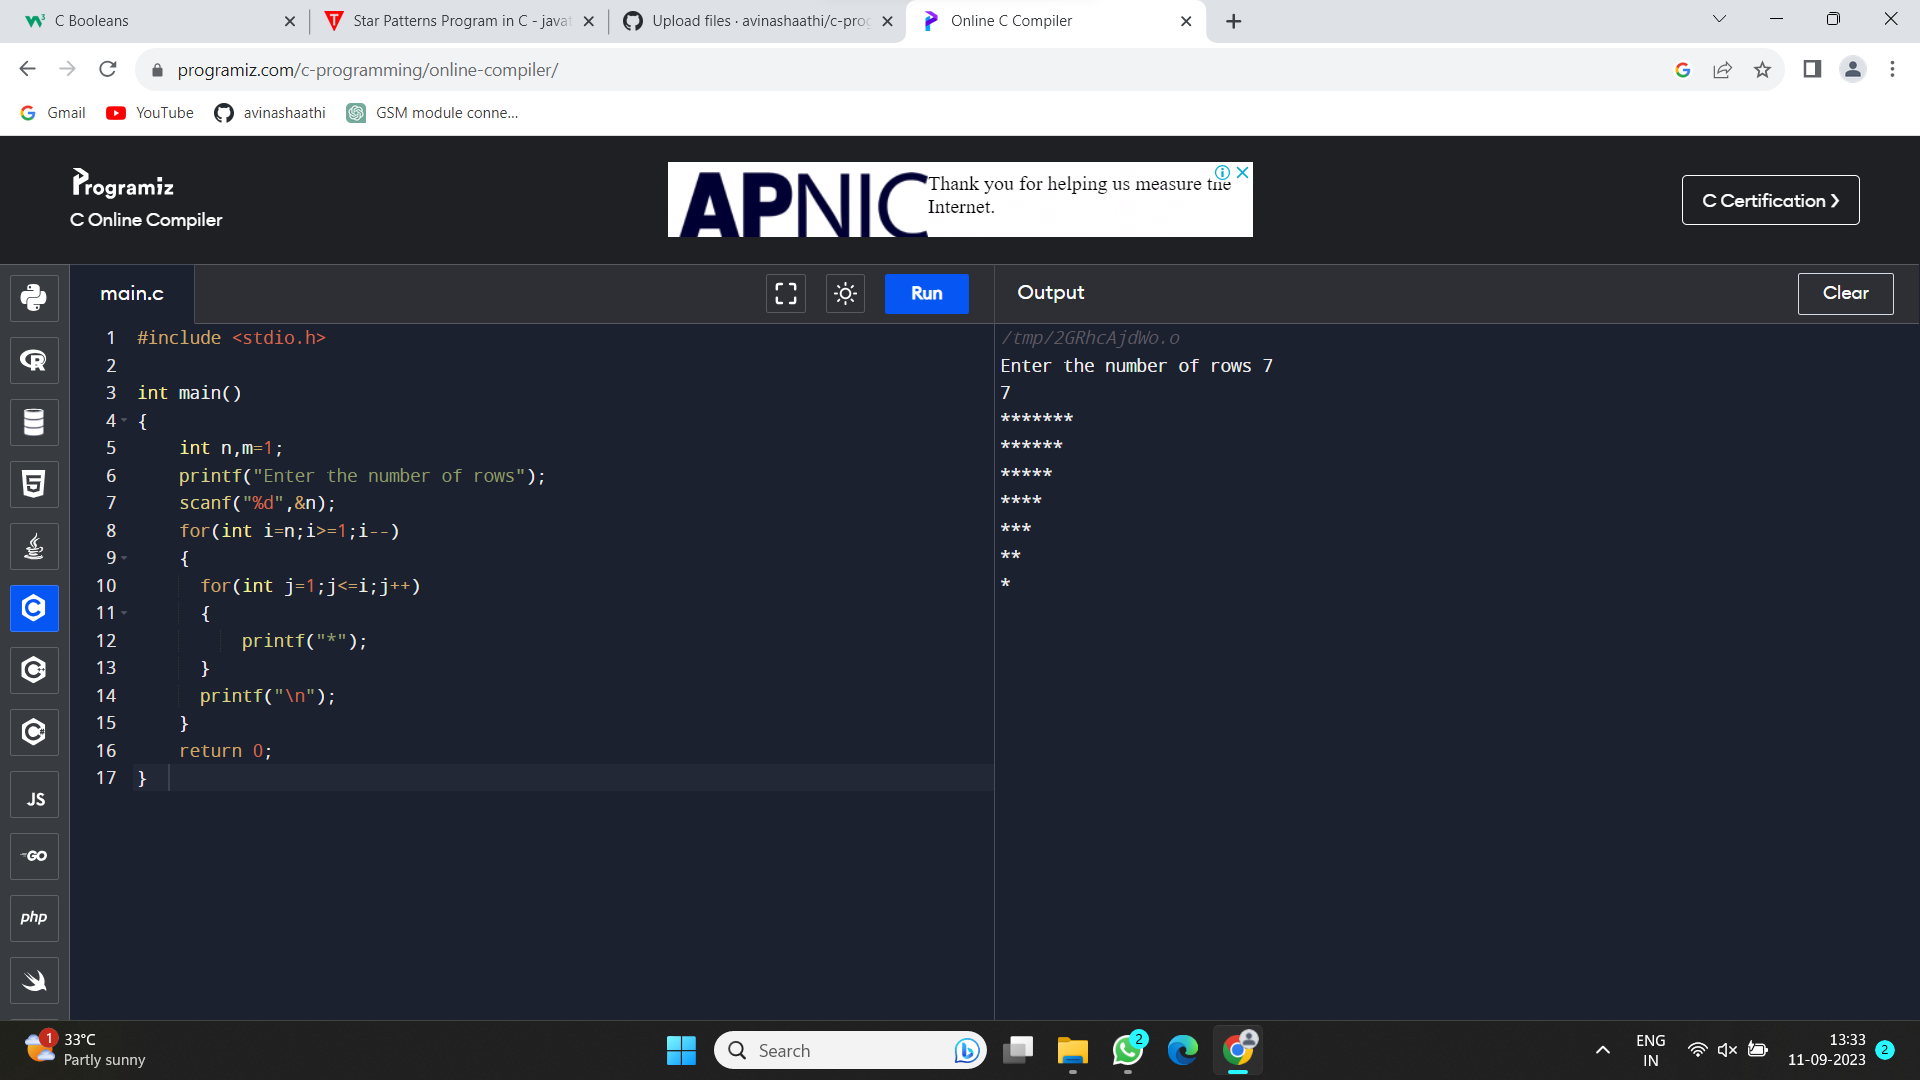 C Booleans
Star Patterns Program in C - javat
Upload files · avinashaathi/c-prog
Online C Compiler
programiz.com/c-programming/online-compiler/
Gmail
YouTube
avinashaathi
GSM module conne...
Programiz
C Online Compiler
APNIC
Thank you for helping us measure the
Internet.
C Certification ❯
main.c
Run
Output
Clear
1 #include <stdio.h>
2
3 int main()
4 {
5     int n,m=1;
6     printf("Enter the number of rows");
7     scanf("%d",&n);
8     for(int i=n;i>=1;i--)
9     {
10       for(int j=1;j<=i;j++)
11       {
12           printf("*");
13       }
14       printf("\n");
15     }
16     return 0;
17 }
/tmp/2GRhcAjdWo.o
Enter the number of rows 7
7
*******
******
*****
****
***
**
*
R
5
C
C++
C#
JS
GO
php
1
33°C
Partly sunny
Search
2
ENG
IN
13:33
11-09-2023
2